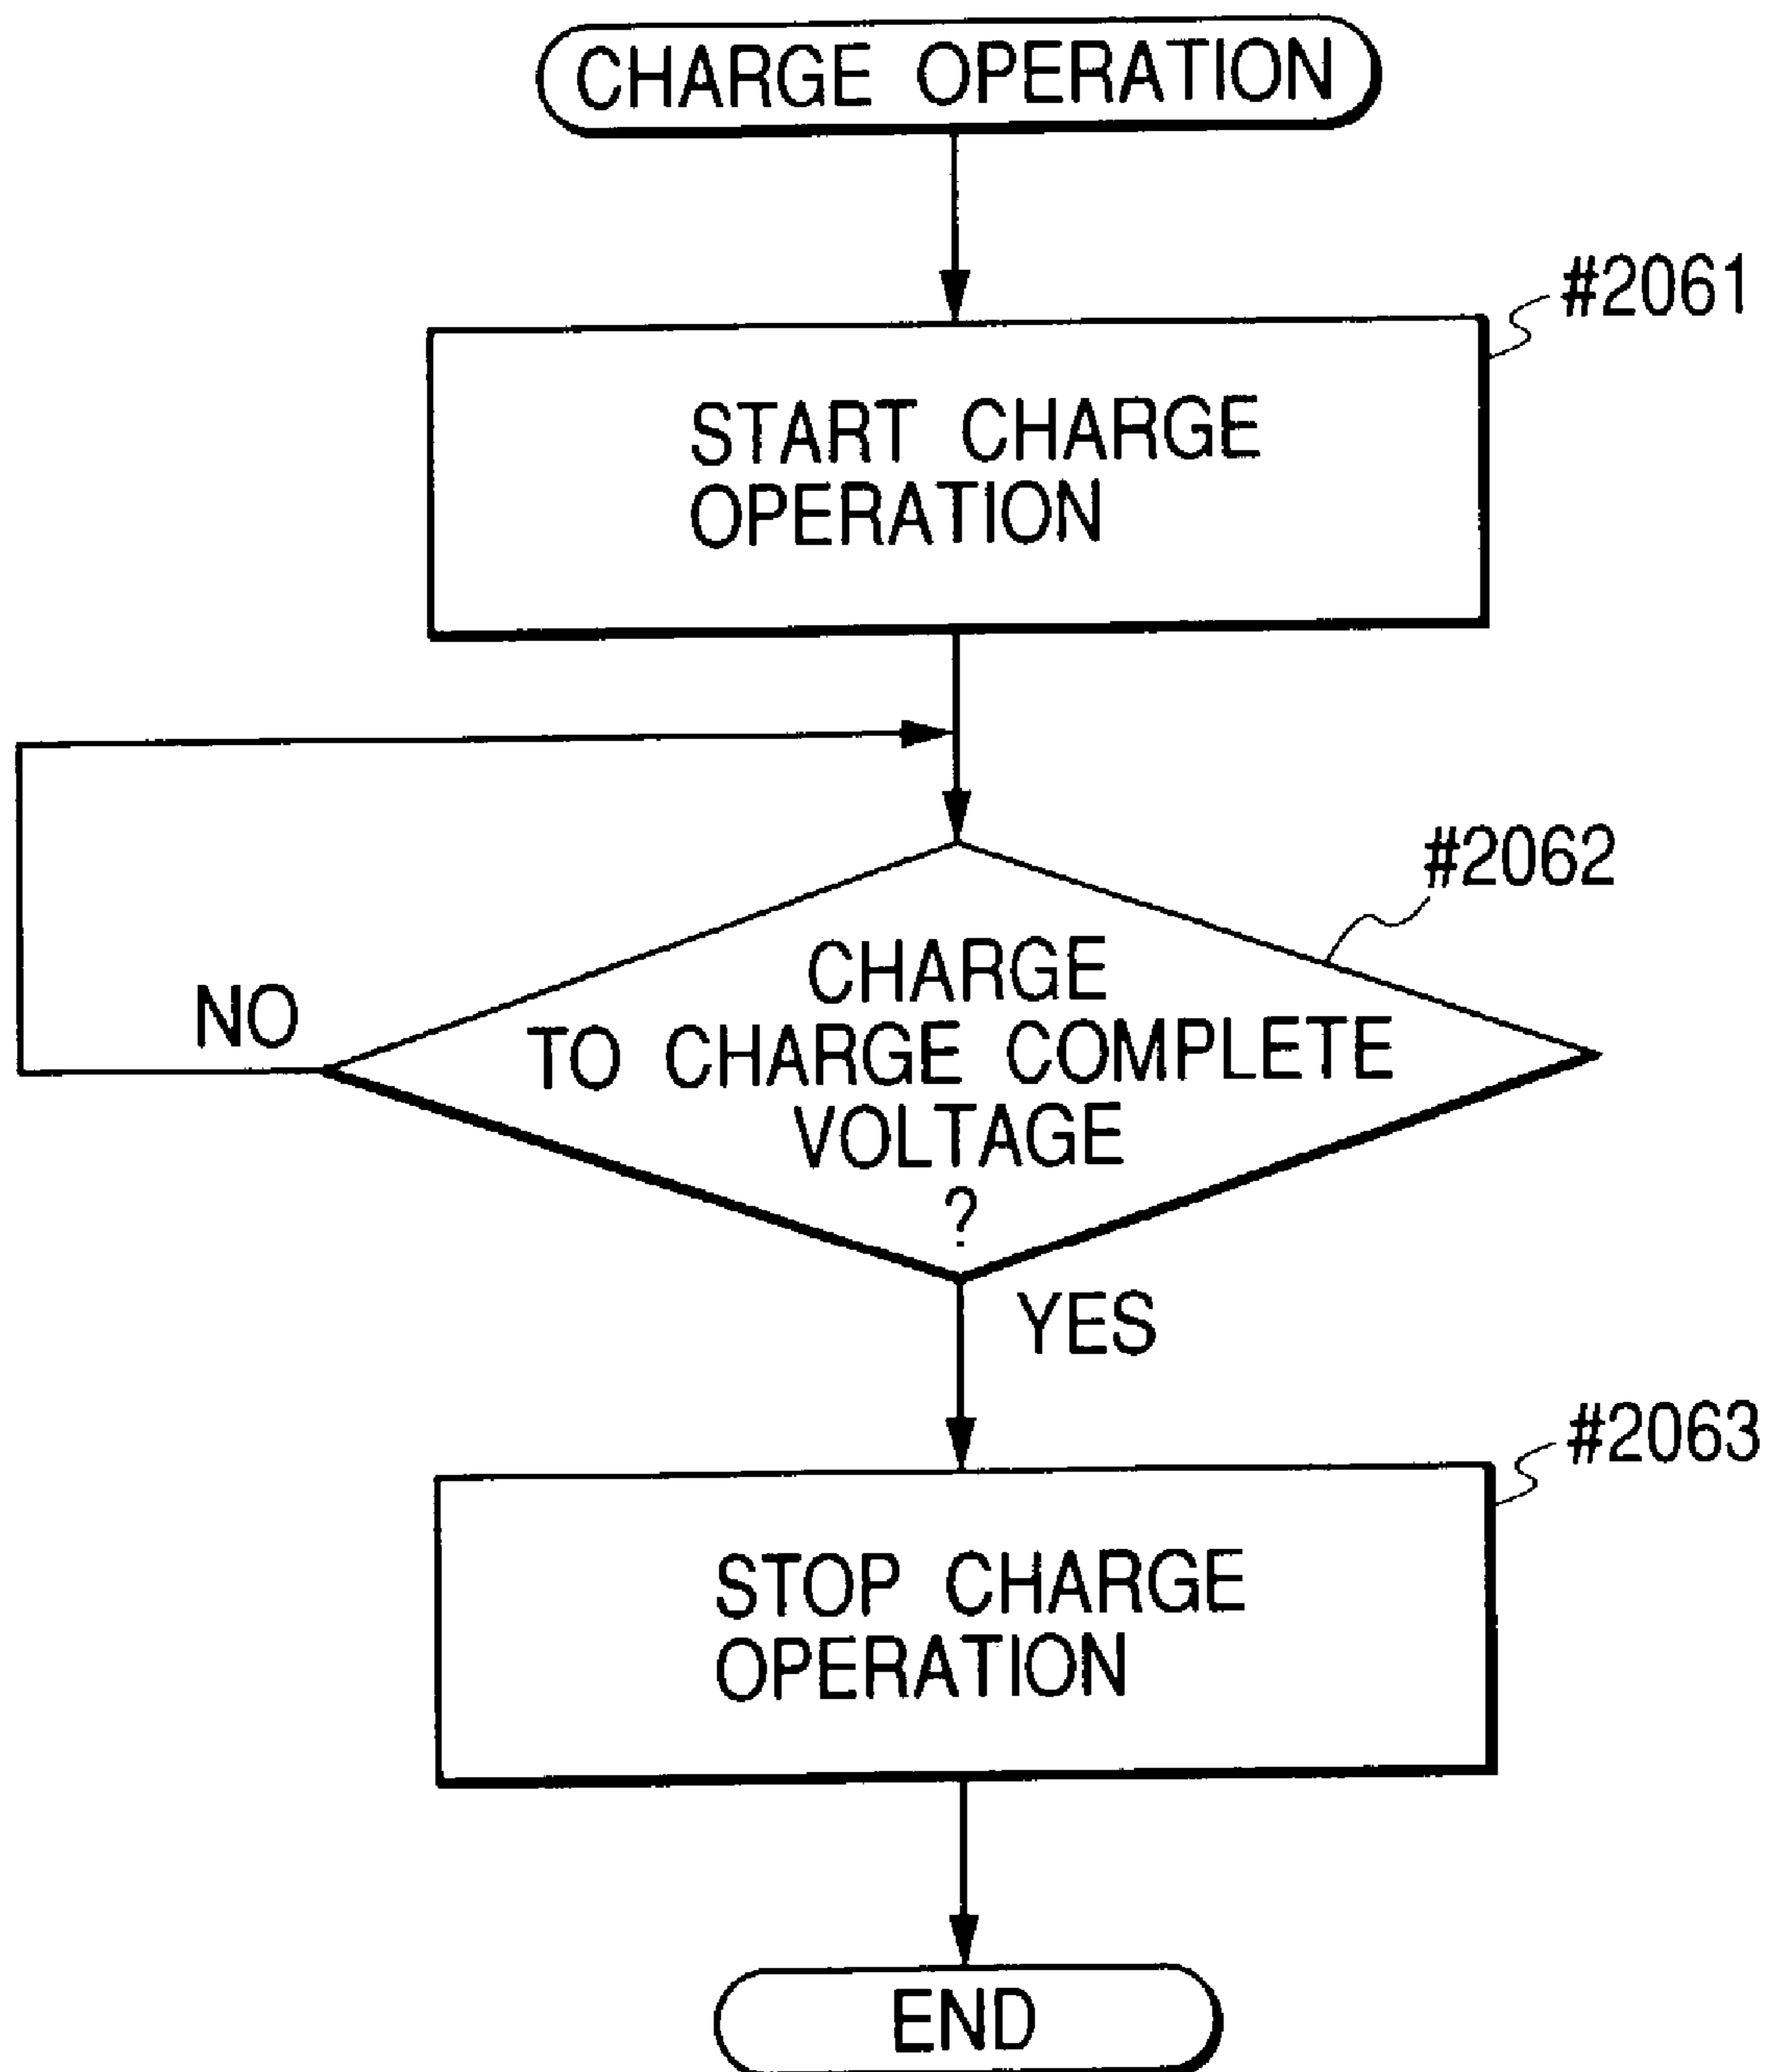 CHARGE OPERATION
#2061
START CHARGE
OPERATION
#2062
CHARGE
TO CHARGE COMPLETE
VOLTAGE
?
NO
YES
#2063
STOP CHARGE
OPERATION
END